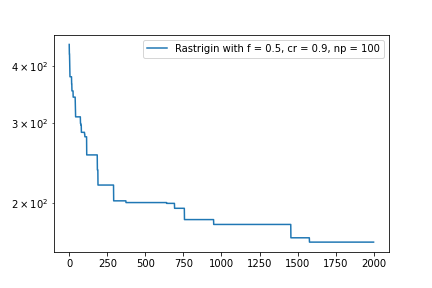 Rastrigin with f = 0.5, cr = 0.9, np = 100
4 × 10²
3 × 10²
2 × 10²
0 250 500 750 1000 1250 1500 1750 2000